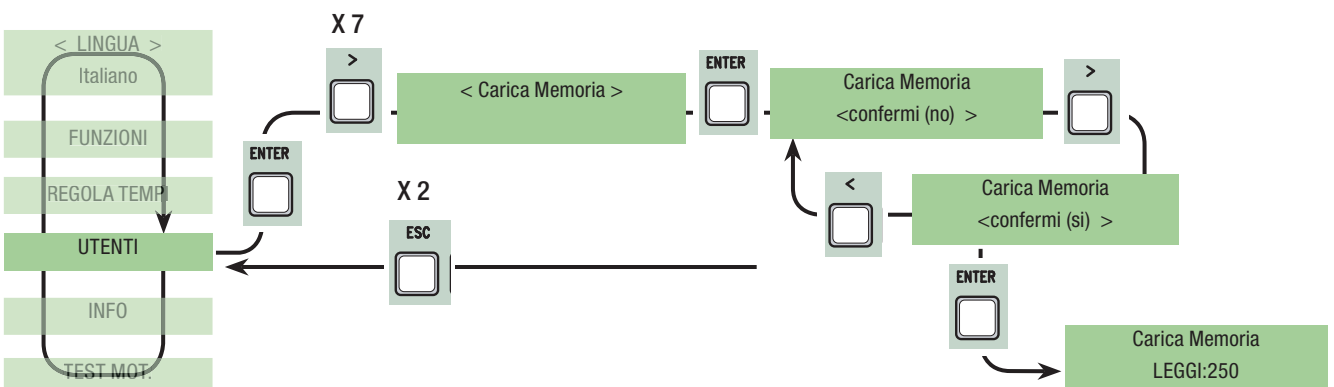 < LINGUA >
Italiano
FUNZIONI
REGOLA TEMPI
UTENTI
INFO
TEST MOT.
ENTER
X 7
>
< Carica Memoria >
ENTER
Carica Memoria
<confermi (no) >
>
<
Carica Memoria
<confermi (si) >
X 2
ESC
ENTER
Carica Memoria
LEGGI:250